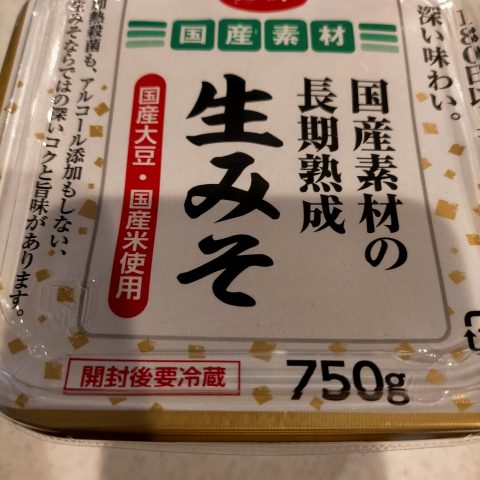 国産素材
深い味わい。
国産素材の
長期熟成
生みそ
国産大豆・国産米使用
加熱殺菌も、アルコール添加もしない、
生みそならではの深いコクと旨味があります。
開封後要冷蔵
750g